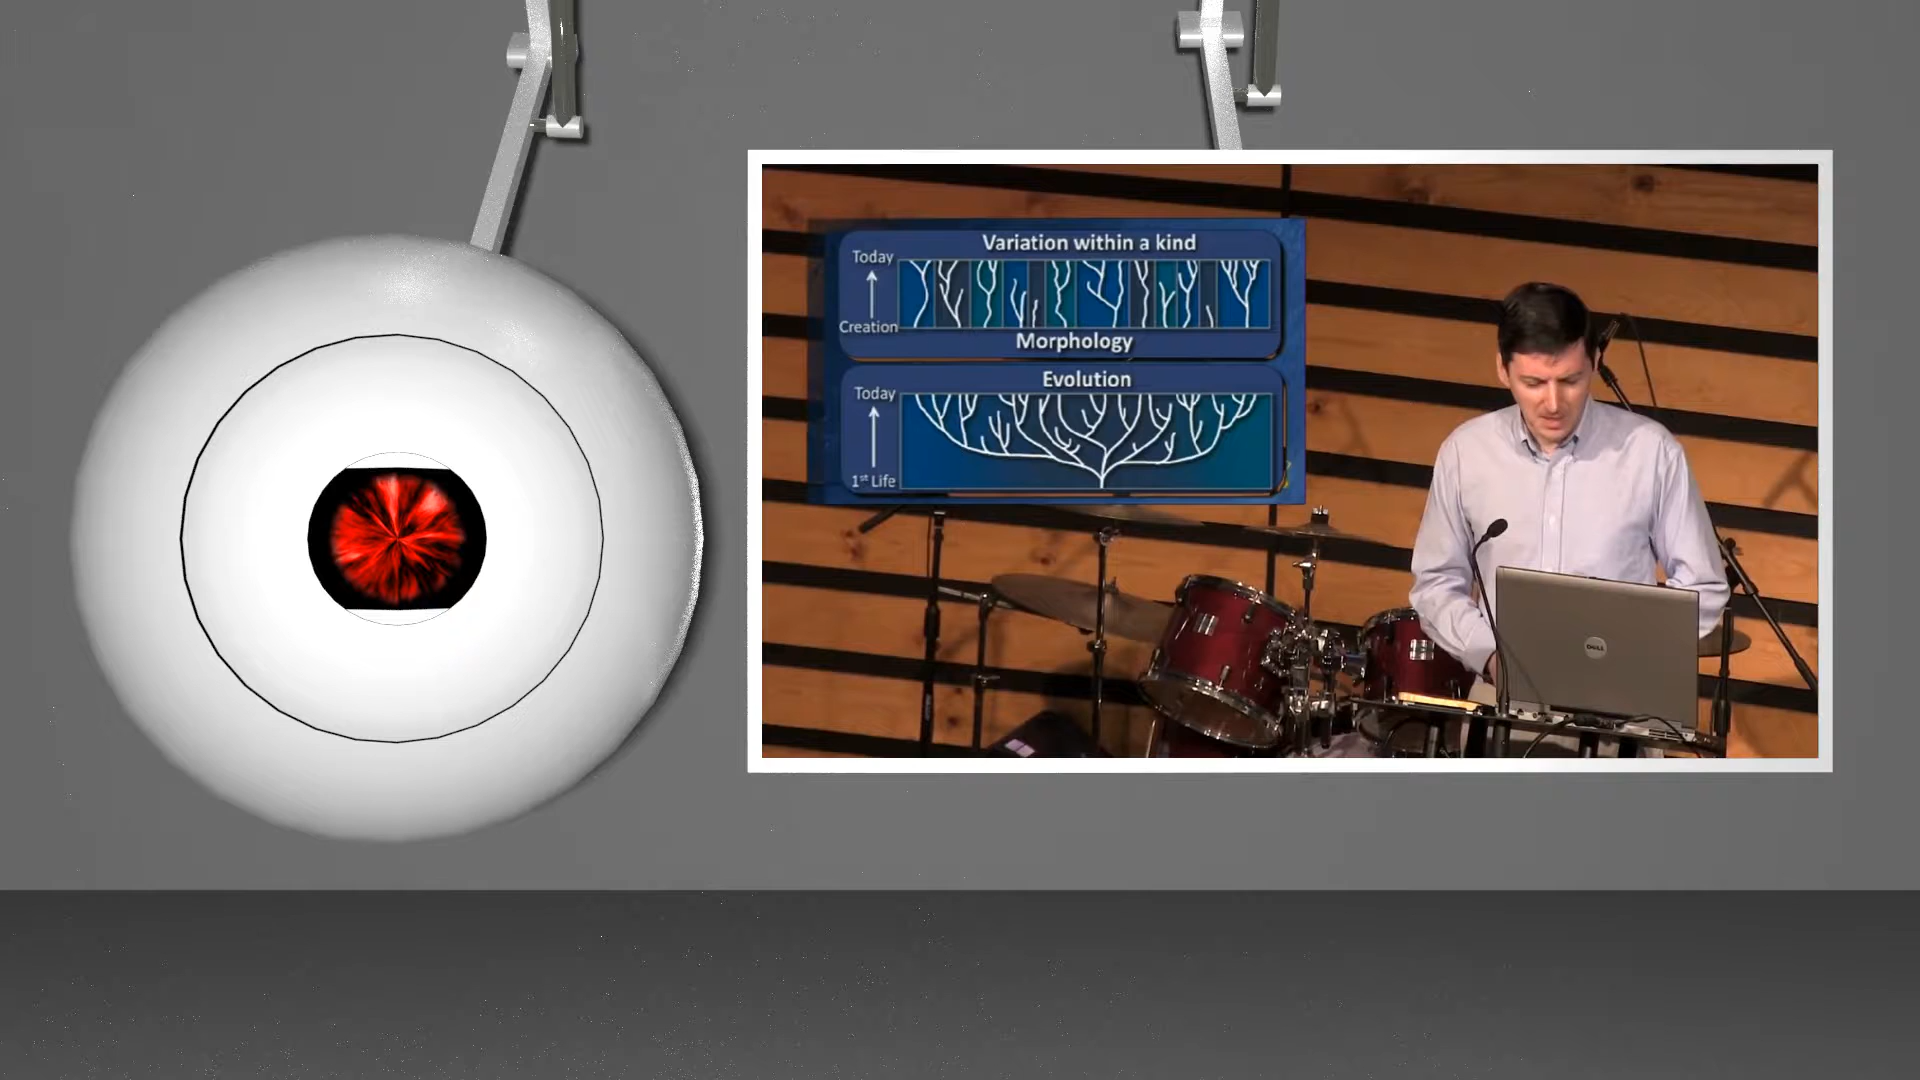 Variation within a kind
Today
Creation
Morphology
Evolution
Today
1st Life
DELL